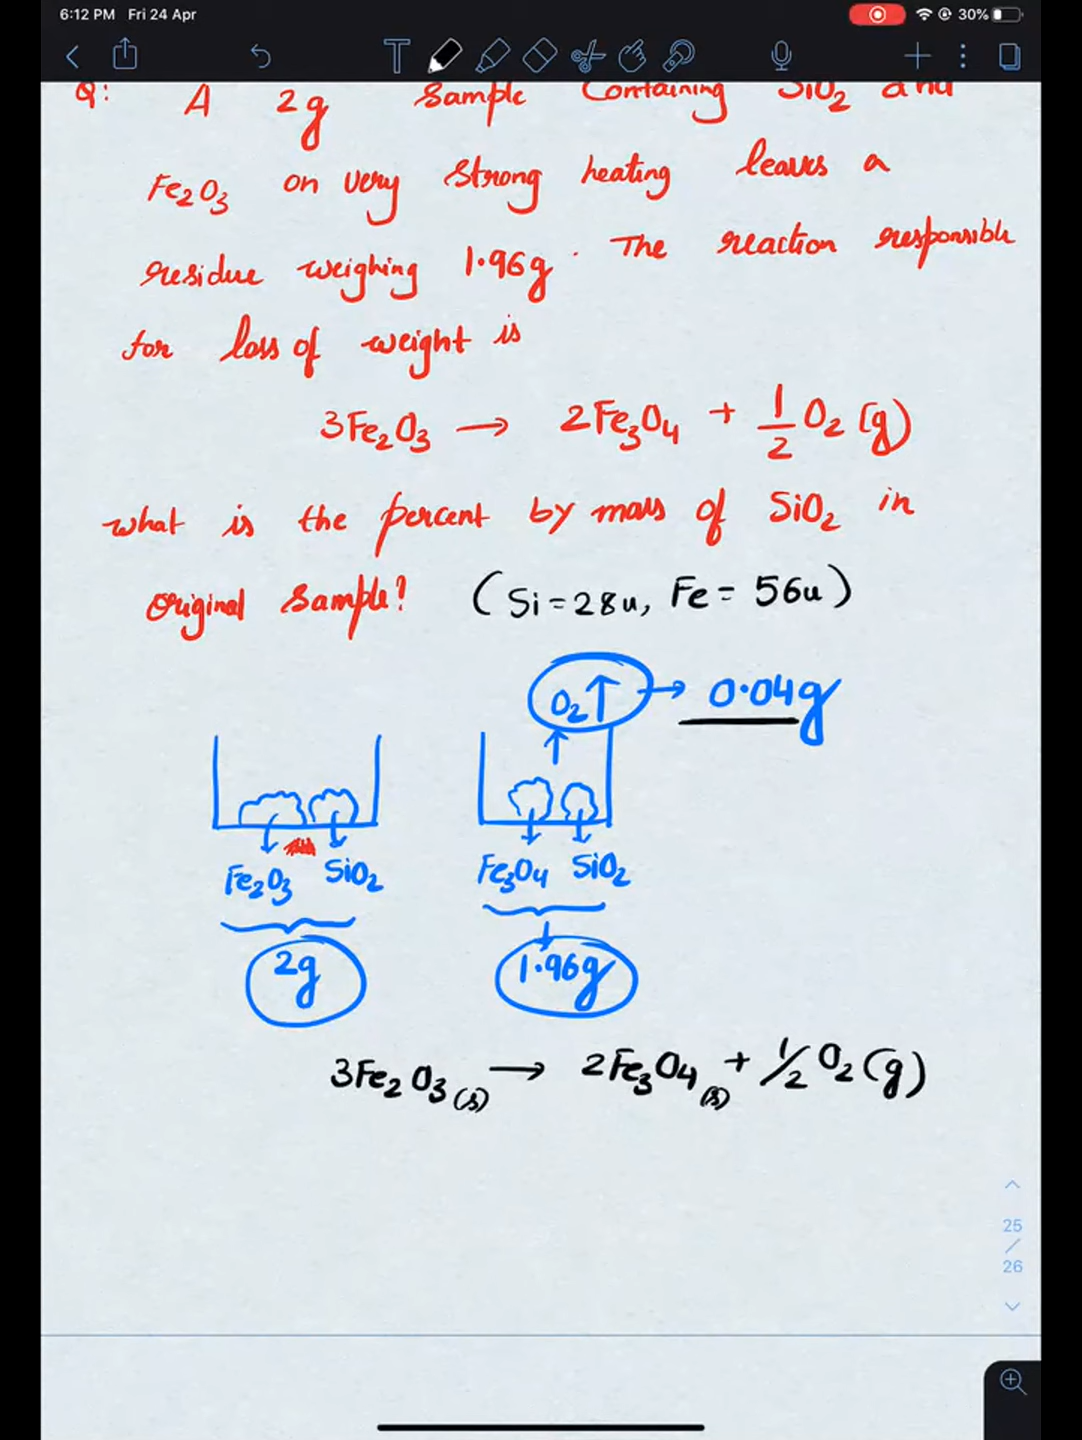 6:12 PM Fri 24 Apr 30%
T
Q: A 2g Sample Containing SiO2 and
Fe2O3 on very strong heating leaves a
residue weighing 1.96g. The reaction responsible
for loss of weight is
3Fe2O3 → 2Fe3O4 + 1/2 O2 (g)
what is the percent by mass of SiO2 in
original sample? (Si = 28u, Fe = 56u)
O2↑ → 0.04g
Fe2O3 SiO2 Fe3O4 SiO2
2g 1.96g
3Fe2O3(s) → 2Fe3O4(s) + 1/2 O2 (g)
25
/
26